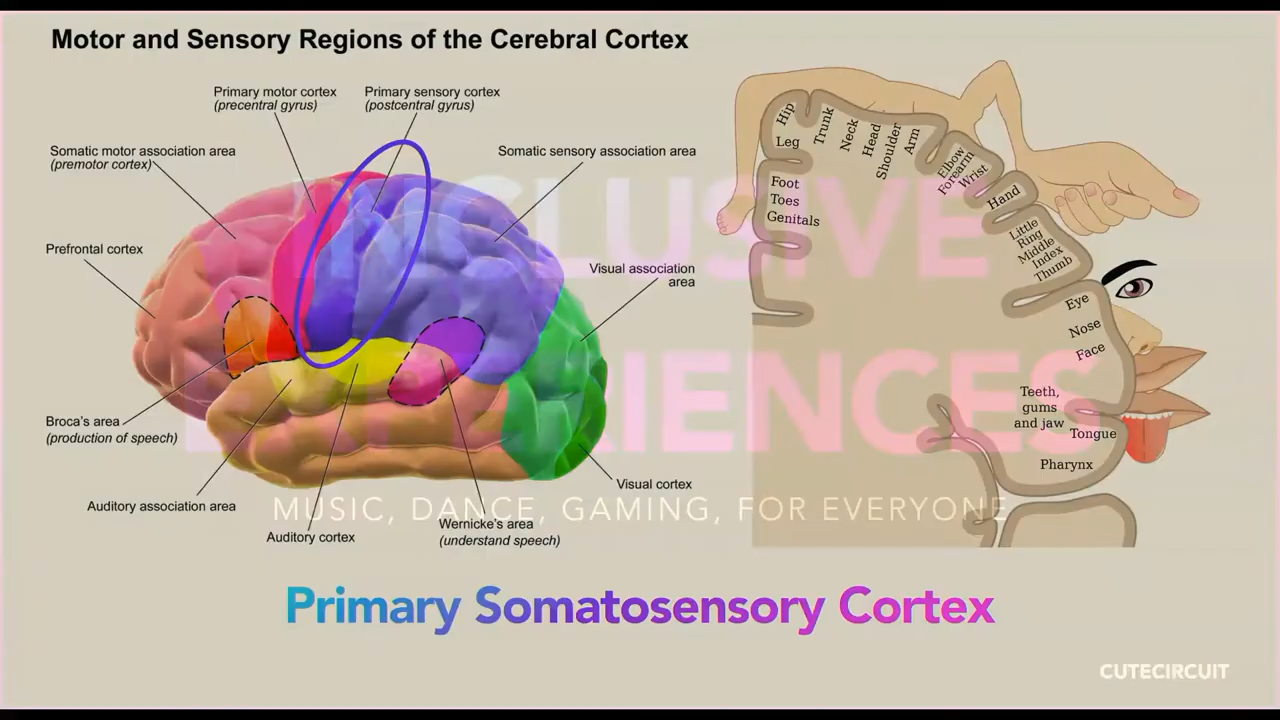 Motor and Sensory Regions of the Cerebral Cortex
Primary motor cortex
(precentral gyrus)
Primary sensory cortex
(postcentral gyrus)
Somatic motor association area
(premotor cortex)
Somatic sensory association area
Prefrontal cortex
Visual association
area
Broca's area
(production of speech)
Visual cortex
Auditory association area
Auditory cortex
Wernicke's area
(understand speech)
Hip
Leg
Trunk
Neck
Head
Shoulder
Arm
Elbow
Forearm
Wrist
Hand
Little
Ring
Middle
Index
Thumb
Foot
Toes
Genitals
Eye
Nose
Face
Teeth,
gums
and jaw
Tongue
Pharynx
INCLUSIVE
EXPERIENCES
MUSIC, DANCE, GAMING, FOR EVERYONE
Primary Somatosensory Cortex
CUTECIRCUIT